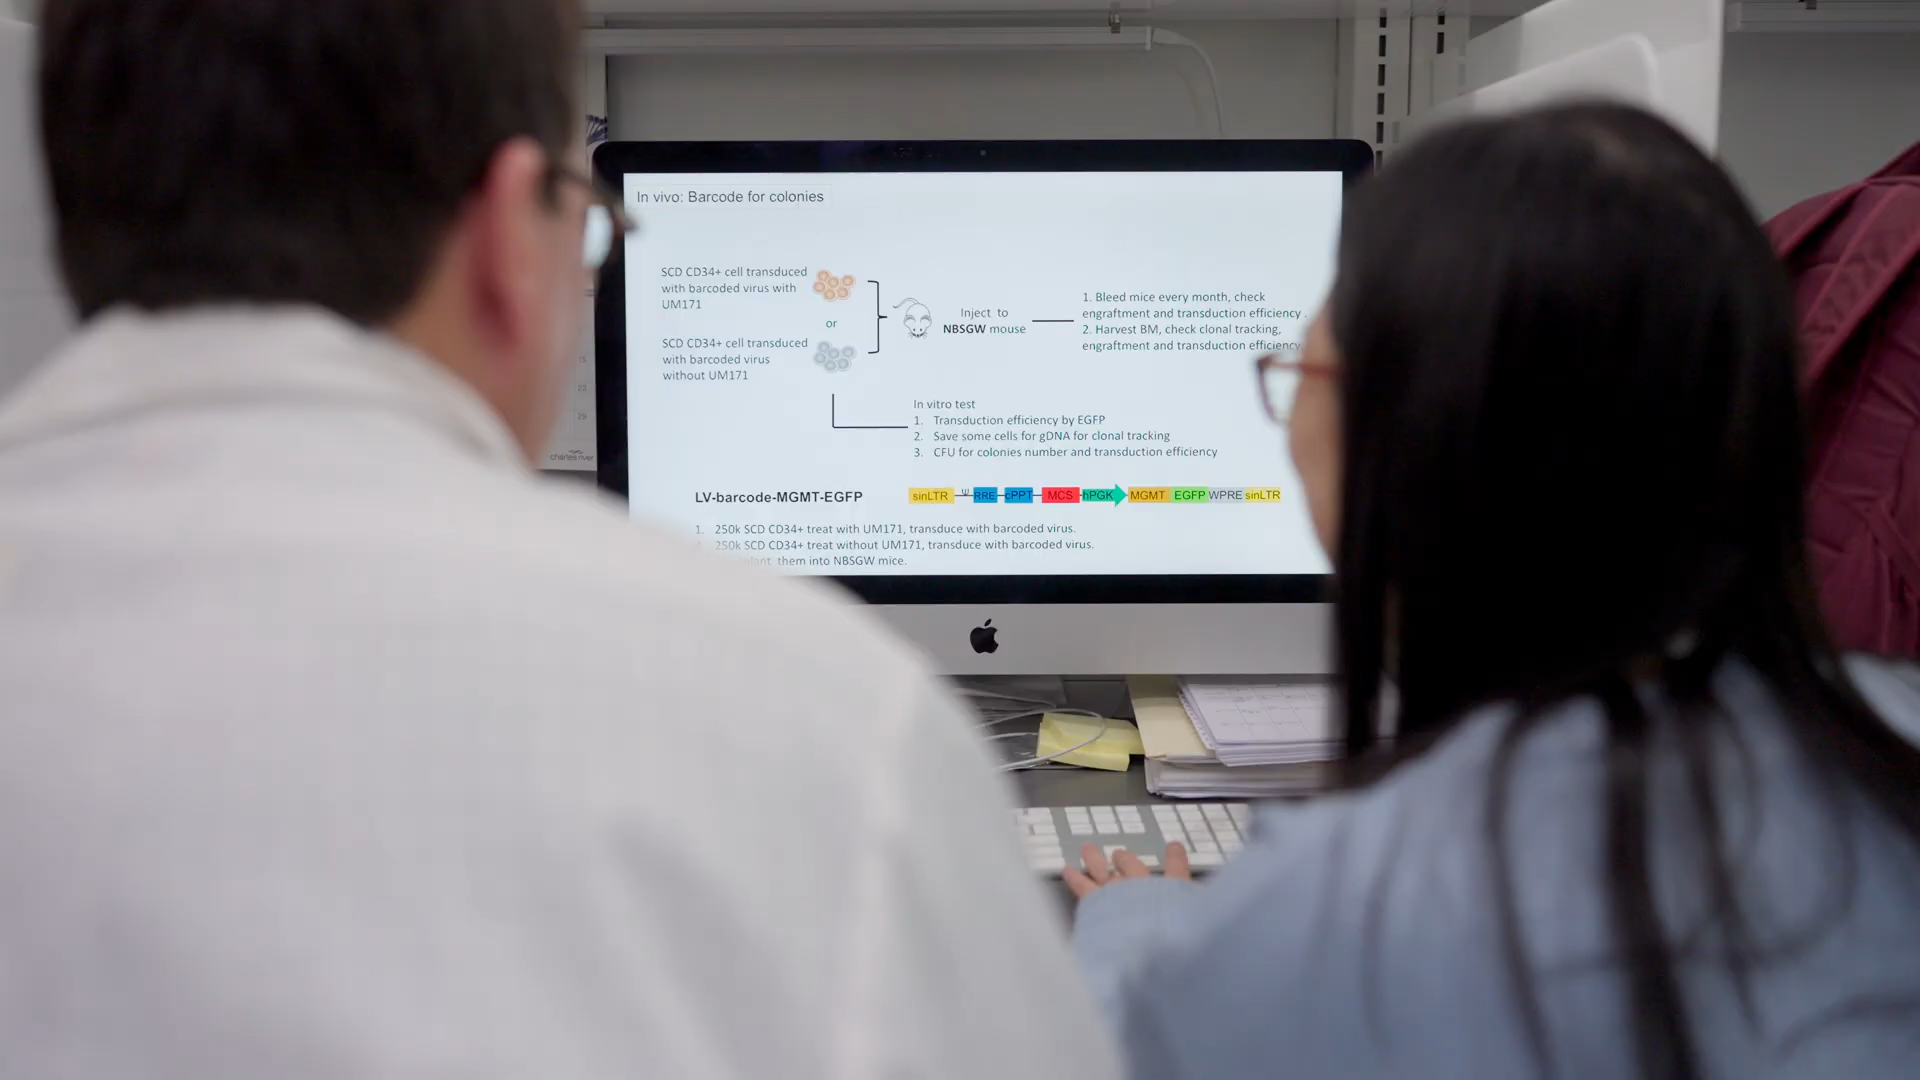 In vivo: Barcode for colonies
SCD CD34+ cell transduced
with barcoded virus with
UM171
or
SCD CD34+ cell transduced
with barcoded virus
without UM171
Inject to
NBSGW mouse
1. Bleed mice every month, check
engraftment and transduction efficiency .
2. Harvest BM, check clonal tracking,
engraftment and transduction efficiency.
In vitro test
1. Transduction efficiency by EGFP
2. Save some cells for gDNA for clonal tracking
3. CFU for colonies number and transduction efficiency
LV-barcode-MGMT-EGFP
sinLTR Ψ RRE cPPT MCS hPGK MGMT EGFP WPRE sinLTR
1. 250k SCD CD34+ treat with UM171, transduce with barcoded virus.
250k SCD CD34+ treat without UM171, transduce with barcoded virus.
them into NBSGW mice.
15
22
29
charles river